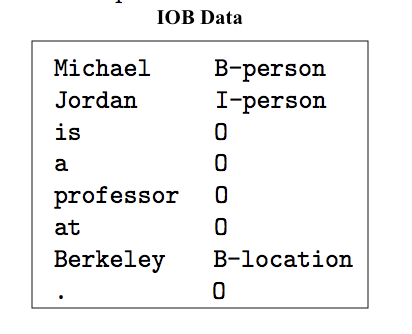 IOB Data
Michael B-person
Jordan I-person
is O
a O
professor O
at O
Berkeley B-location
. O